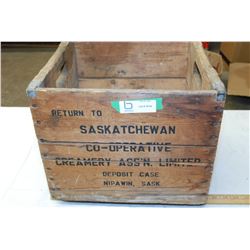 RETURN TO
SASKATCHEWAN
CO-OPERATIVE
CREAMERY ASS'N. LIMITED
DEPOSIT CASE
NIPAWIN, SASK.